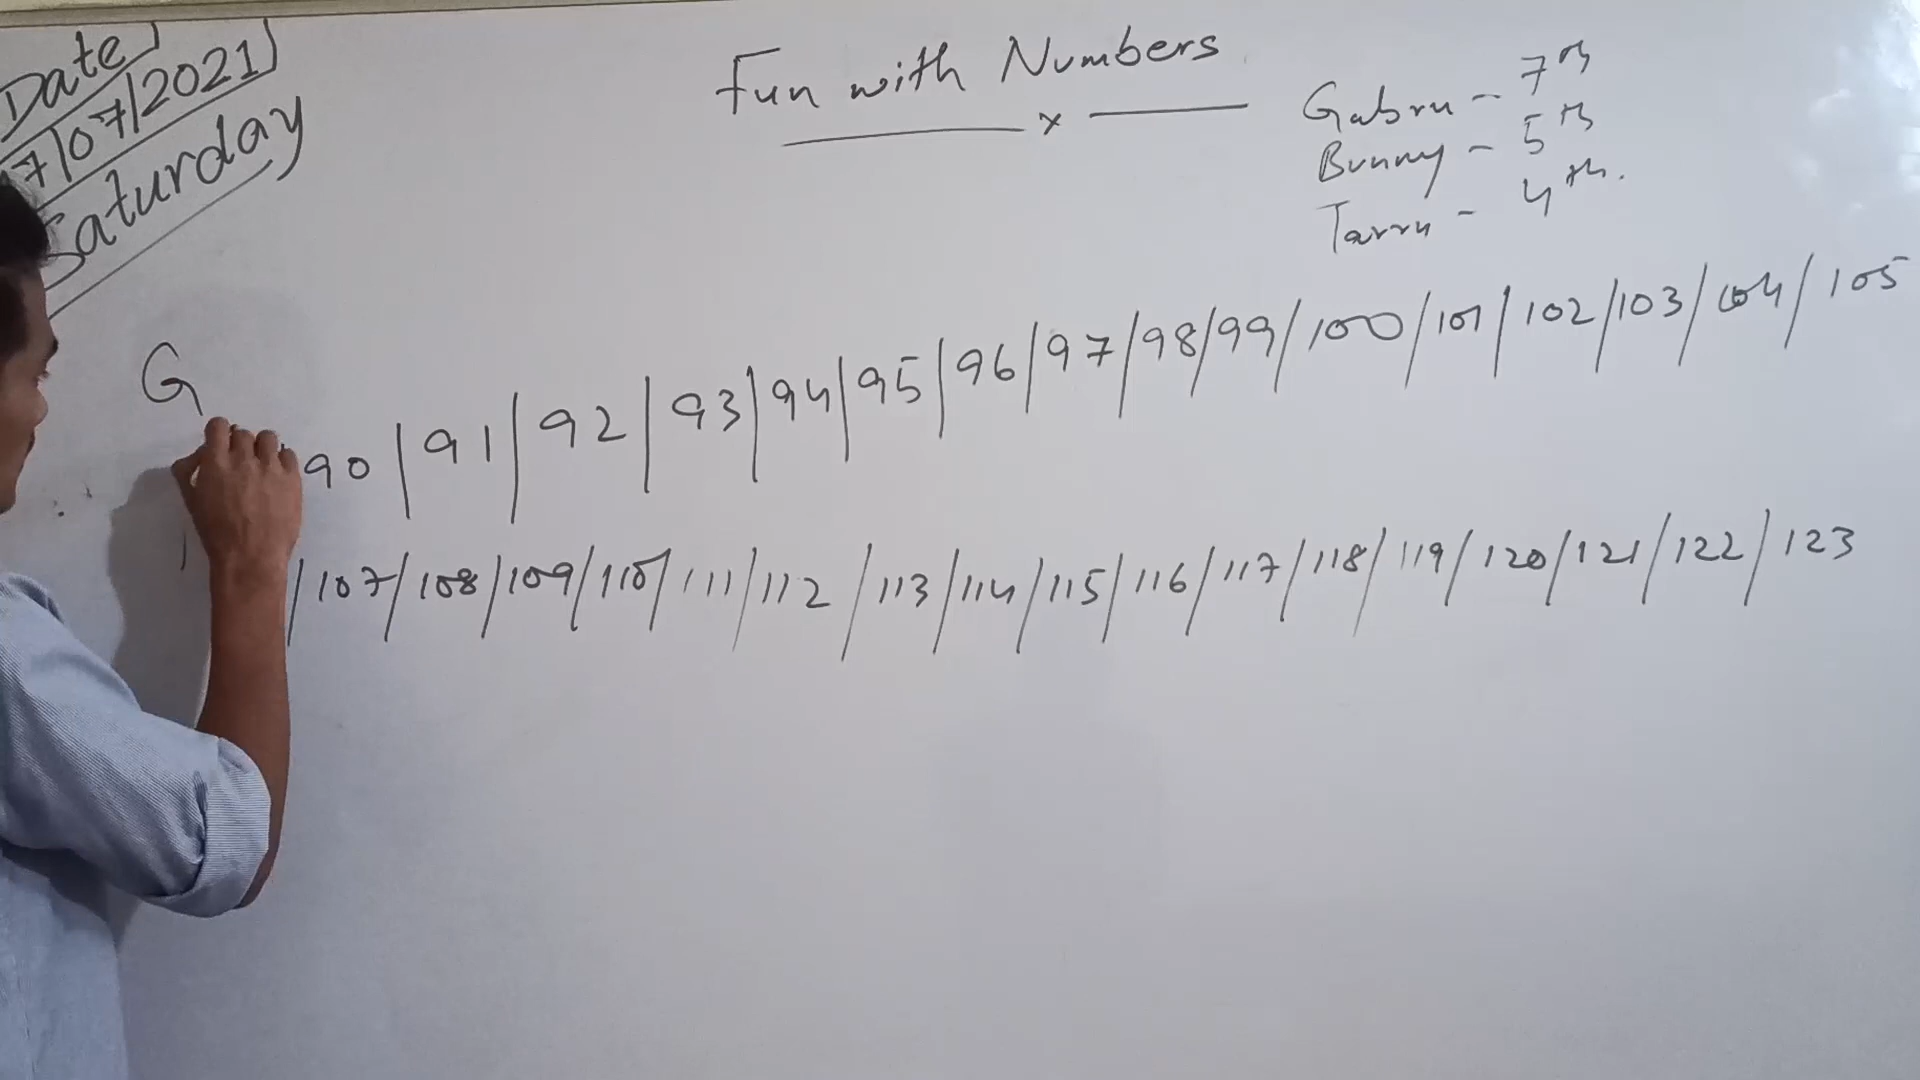 Date
7/07/2021
Saturday
Fun with Numbers
x
Gabru - 7th
Bunny - 5th
Tarru - 4th.
G
90 | 91 | 92 | 93 | 94 | 95 | 96 | 97 / 98 / 99 / 100 / 101 / 102 / 103 / 104 / 105
/ 107 / 108 / 109 / 110 / 111 / 112 / 113 / 114 / 115 / 116 / 117 / 118 / 119 / 120 / 121 / 122 / 123